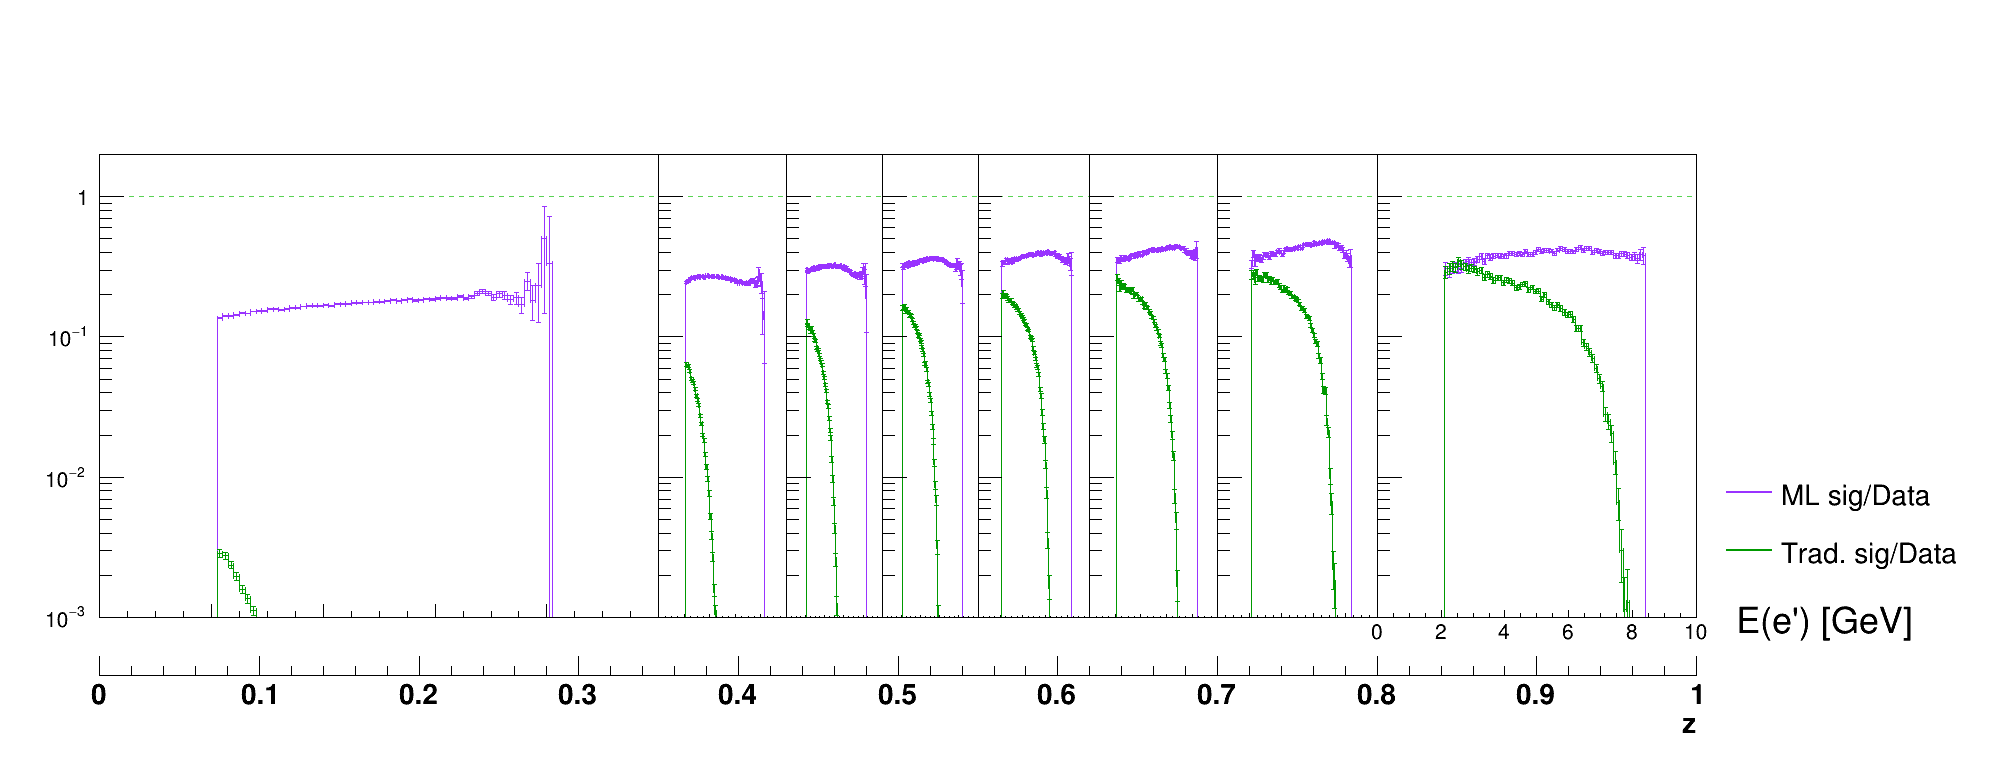 1
10⁻¹
10⁻²
10⁻³
ML sig/Data
Trad. sig/Data
0 2 4 6 8 10
E(e') [GeV]
0 0.1 0.2 0.3 0.4 0.5 0.6 0.7 0.8 0.9 1
z